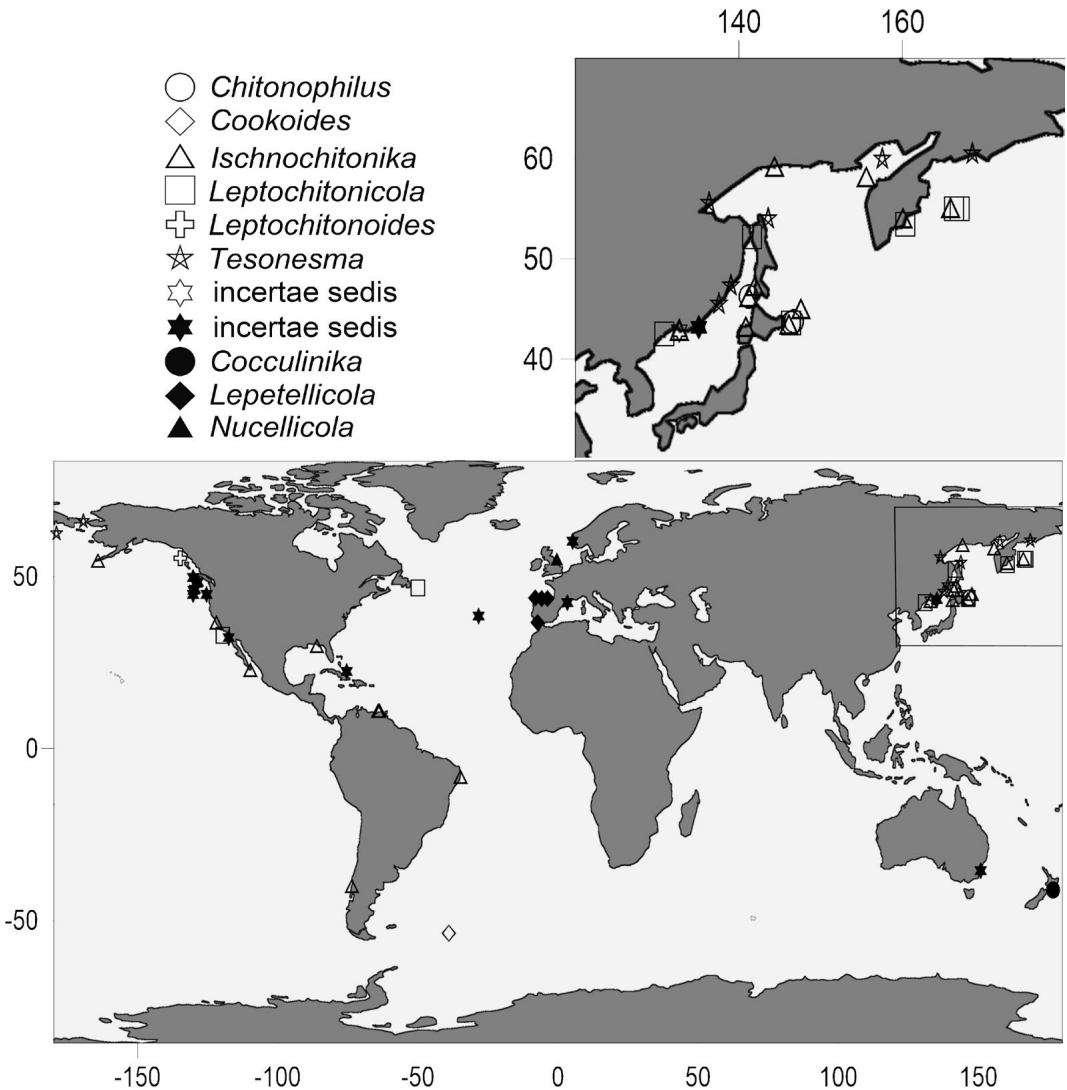 140 160
Chitonophilus
Cookoides
Ischnochitonika
Leptochitonicola
Leptochitonoides
Tesonesma
incertae sedis
incertae sedis
Cocculinika
Lepetellicola
Nucellicola
60
50
40
50
0
-50
-150 -100 -50 0 50 100 150